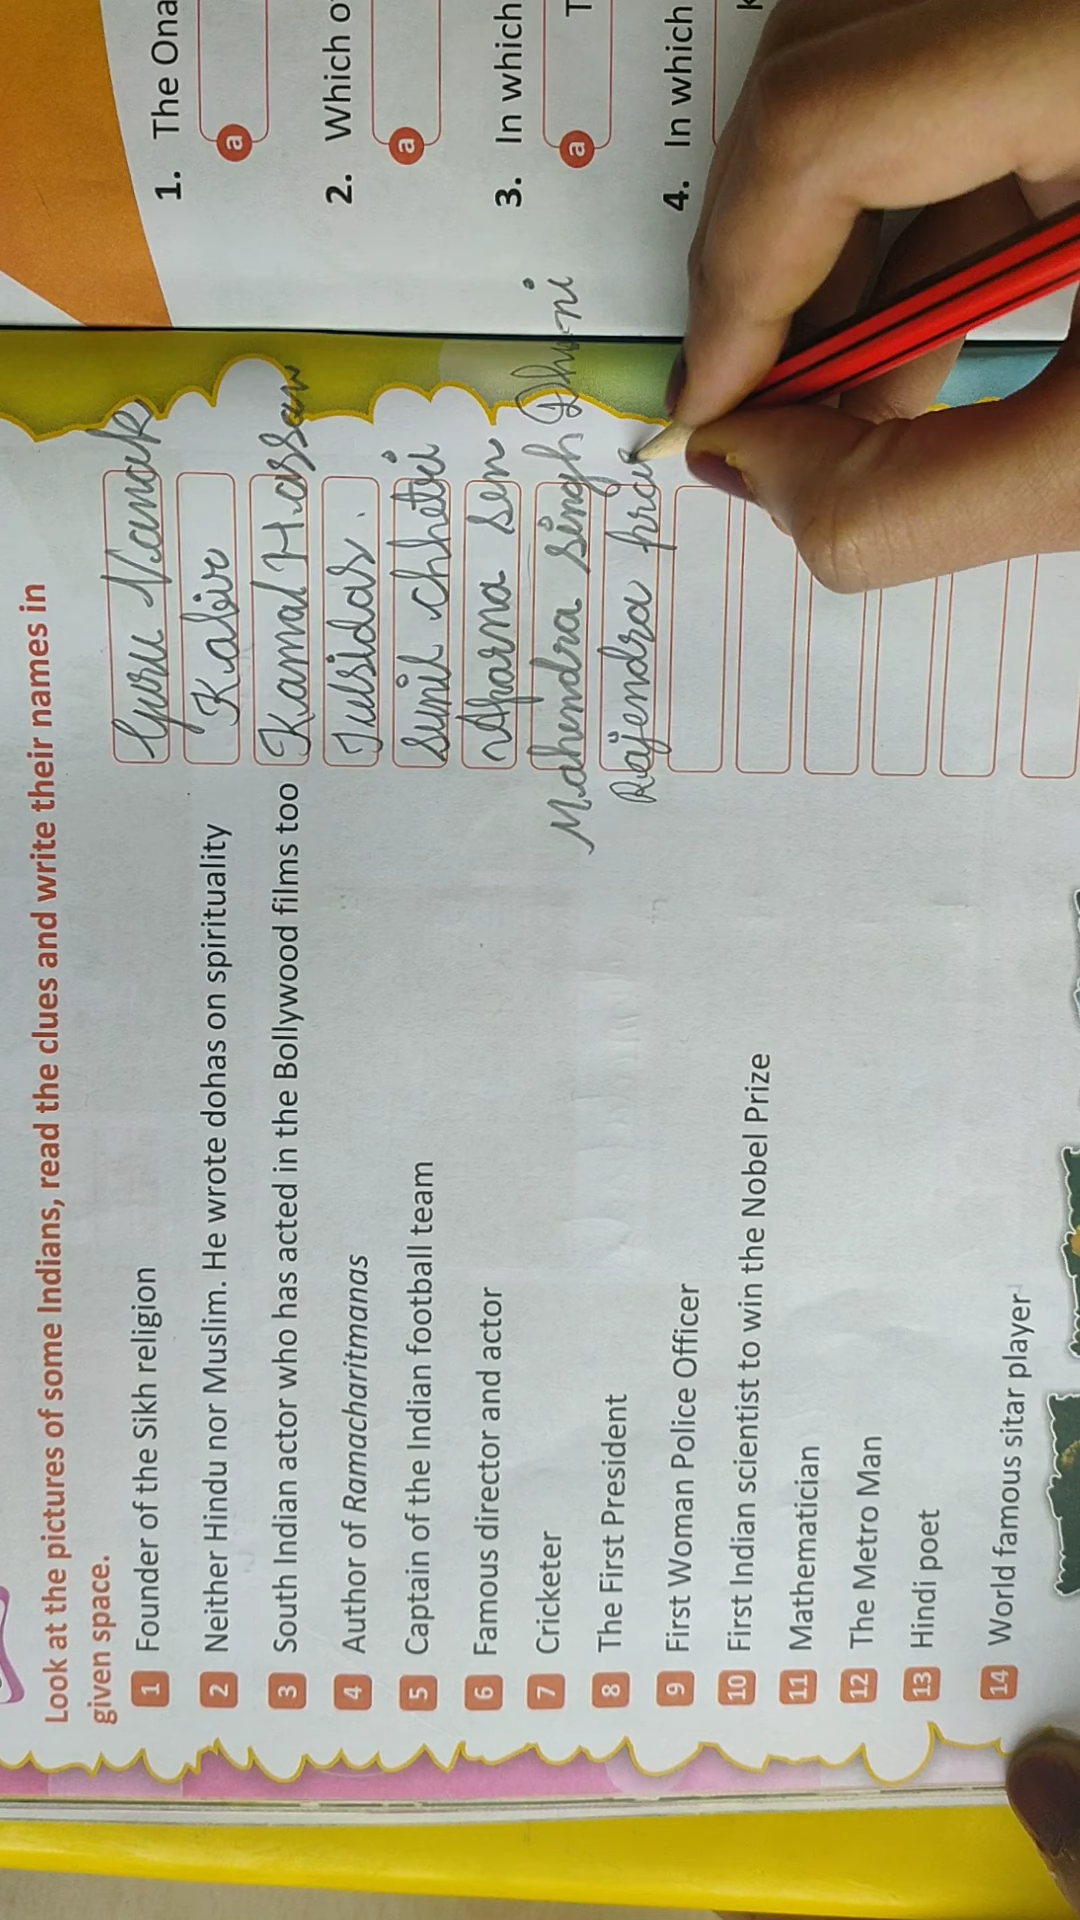 Look at the pictures of some Indians, read the clues and write their names in
given space.
1 Founder of the Sikh religion Guru Nanak
2 Neither Hindu nor Muslim. He wrote dohas on spirituality Kabir
3 South Indian actor who has acted in the Bollywood films too Kamal Hassan
4 Author of Ramacharitmanas Tulsidas.
5 Captain of the Indian football team Sunil chhetri
6 Famous director and actor Aparna Sen
7 Cricketer Mahendra Singh Dhoni
8 The First President Rajendra pra
9 First Woman Police Officer
10 First Indian scientist to win the Nobel Prize
11 Mathematician
12 The Metro Man
13 Hindi poet
14 World famous sitar player
1. The Ona
a
2. Which o
a
3. In which
a T
4. In which